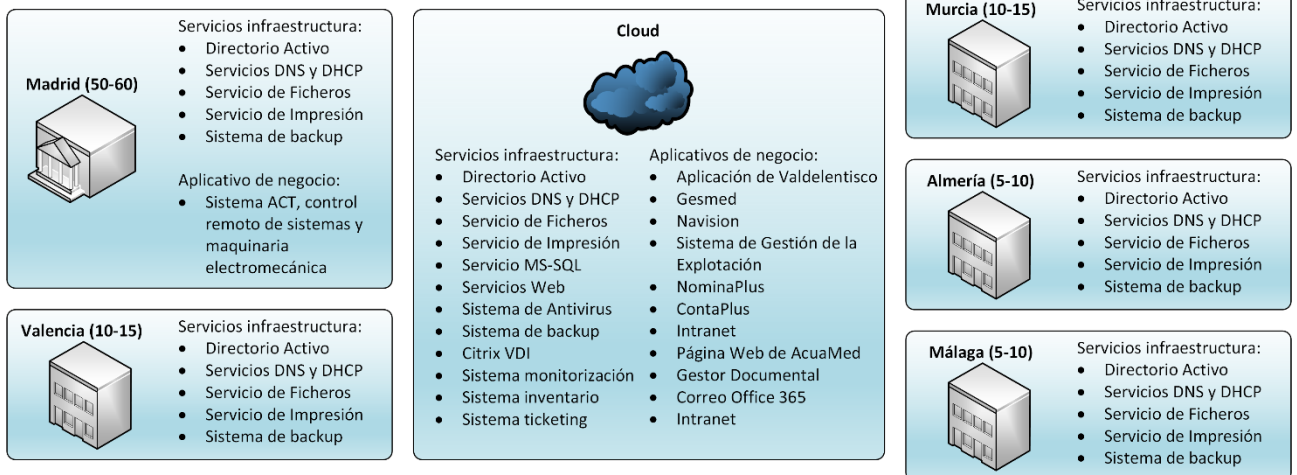 Madrid (50-60)
Servicios infraestructura:
• Directorio Activo
• Servicios DNS y DHCP
• Servicio de Ficheros
• Servicio de Impresión
• Sistema de backup
Aplicativo de negocio:
• Sistema ACT, control
remoto de sistemas y
maquinaria
electromecánica
Valencia (10-15)
Servicios infraestructura:
• Directorio Activo
• Servicios DNS y DHCP
• Servicio de Ficheros
• Servicio de Impresión
• Sistema de backup
Cloud
Servicios infraestructura:
• Directorio Activo
• Servicios DNS y DHCP
• Servicio de Ficheros
• Servicio de Impresión
• Servicio MS-SQL
• Servicios Web
• Sistema de Antivirus
• Sistema de backup
• Citrix VDI
• Sistema monitorización
• Sistema inventario
• Sistema ticketing
Aplicativos de negocio:
• Aplicación de Valdelentisco
• Gesmed
• Navision
• Sistema de Gestión de la
Explotación
• NominaPlus
• ContaPlus
• Intranet
• Página Web de AcuaMed
• Gestor Documental
• Correo Office 365
• Intranet
Murcia (10-15)
Servicios infraestructura:
• Directorio Activo
• Servicios DNS y DHCP
• Servicio de Ficheros
• Servicio de Impresión
• Sistema de backup
Almería (5-10)
Servicios infraestructura:
• Directorio Activo
• Servicios DNS y DHCP
• Servicio de Ficheros
• Servicio de Impresión
• Sistema de backup
Málaga (5-10)
Servicios infraestructura:
• Directorio Activo
• Servicios DNS y DHCP
• Servicio de Ficheros
• Servicio de Impresión
• Sistema de backup